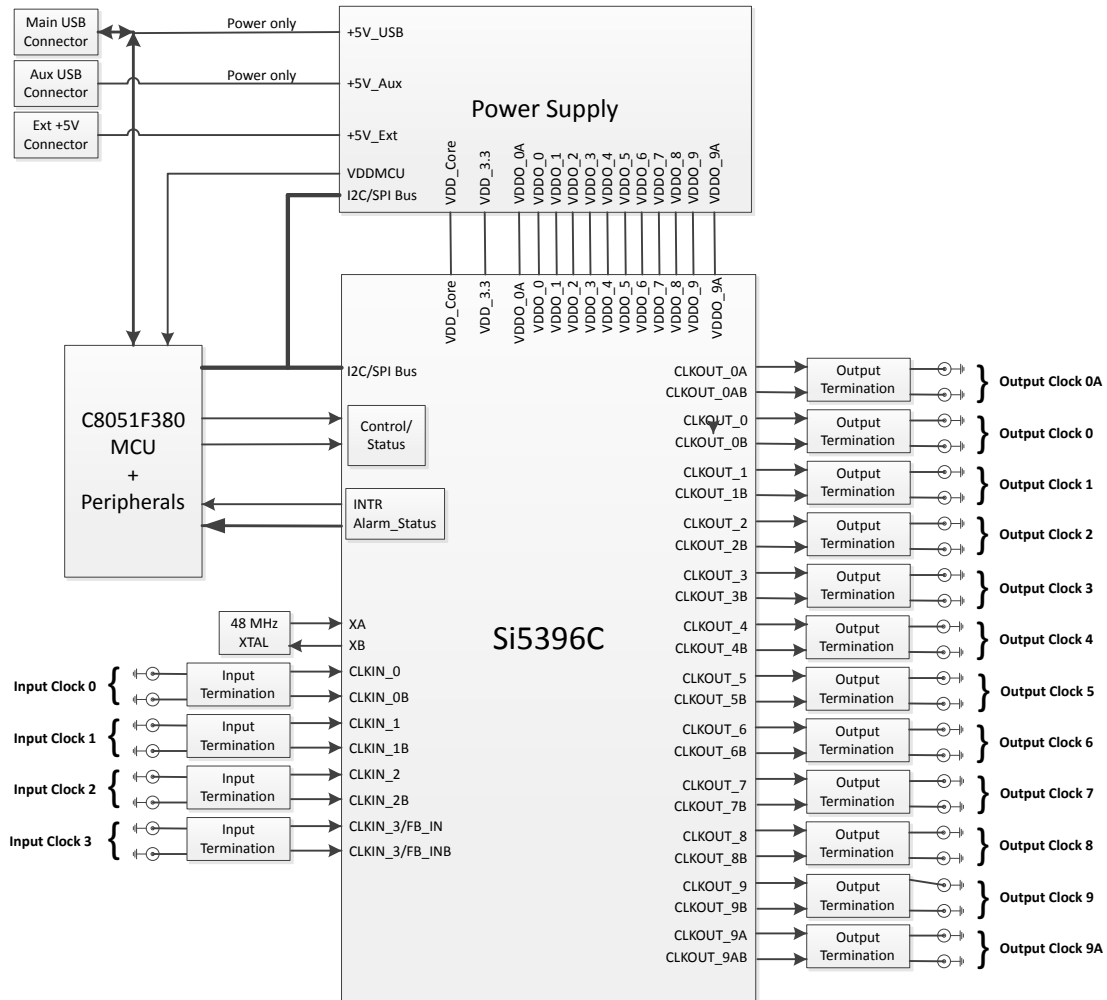 Main USB
Connector
Power only
+5V_USB
Aux USB
Connector
Power only
+5V_Aux
Ext +5V
Connector
+5V_Ext
Power Supply
VDDMCU
I2C/SPI Bus
VDD_Core
VDD_3.3
VDDO_0A
VDDO_0
VDDO_1
VDDO_2
VDDO_3
VDDO_4
VDDO_5
VDDO_6
VDDO_7
VDDO_8
VDDO_9
VDDO_9A
VDD_Core
VDD_3.3
VDDO_0A
VDDO_0
VDDO_1
VDDO_2
VDDO_3
VDDO_4
VDDO_5
VDDO_6
VDDO_7
VDDO_8
VDDO_9
VDDO_9A
C8051F380
MCU
+
Peripherals
I2C/SPI Bus
Control/
Status
INTR
Alarm_Status
48 MHz
XTAL
XA
XB
Si5396C
Input Clock 0
Input
Termination
CLKIN_0
CLKIN_0B
Input Clock 1
Input
Termination
CLKIN_1
CLKIN_1B
Input Clock 2
Input
Termination
CLKIN_2
CLKIN_2B
Input Clock 3
Input
Termination
CLKIN_3/FB_IN
CLKIN_3/FB_INB
CLKOUT_0A
CLKOUT_0AB
Output
Termination
Output Clock 0A
CLKOUT_0
CLKOUT_0B
Output
Termination
Output Clock 0
CLKOUT_1
CLKOUT_1B
Output
Termination
Output Clock 1
CLKOUT_2
CLKOUT_2B
Output
Termination
Output Clock 2
CLKOUT_3
CLKOUT_3B
Output
Termination
Output Clock 3
CLKOUT_4
CLKOUT_4B
Output
Termination
Output Clock 4
CLKOUT_5
CLKOUT_5B
Output
Termination
Output Clock 5
CLKOUT_6
CLKOUT_6B
Output
Termination
Output Clock 6
CLKOUT_7
CLKOUT_7B
Output
Termination
Output Clock 7
CLKOUT_8
CLKOUT_8B
Output
Termination
Output Clock 8
CLKOUT_9
CLKOUT_9B
Output
Termination
Output Clock 9
CLKOUT_9A
CLKOUT_9AB
Output
Termination
Output Clock 9A